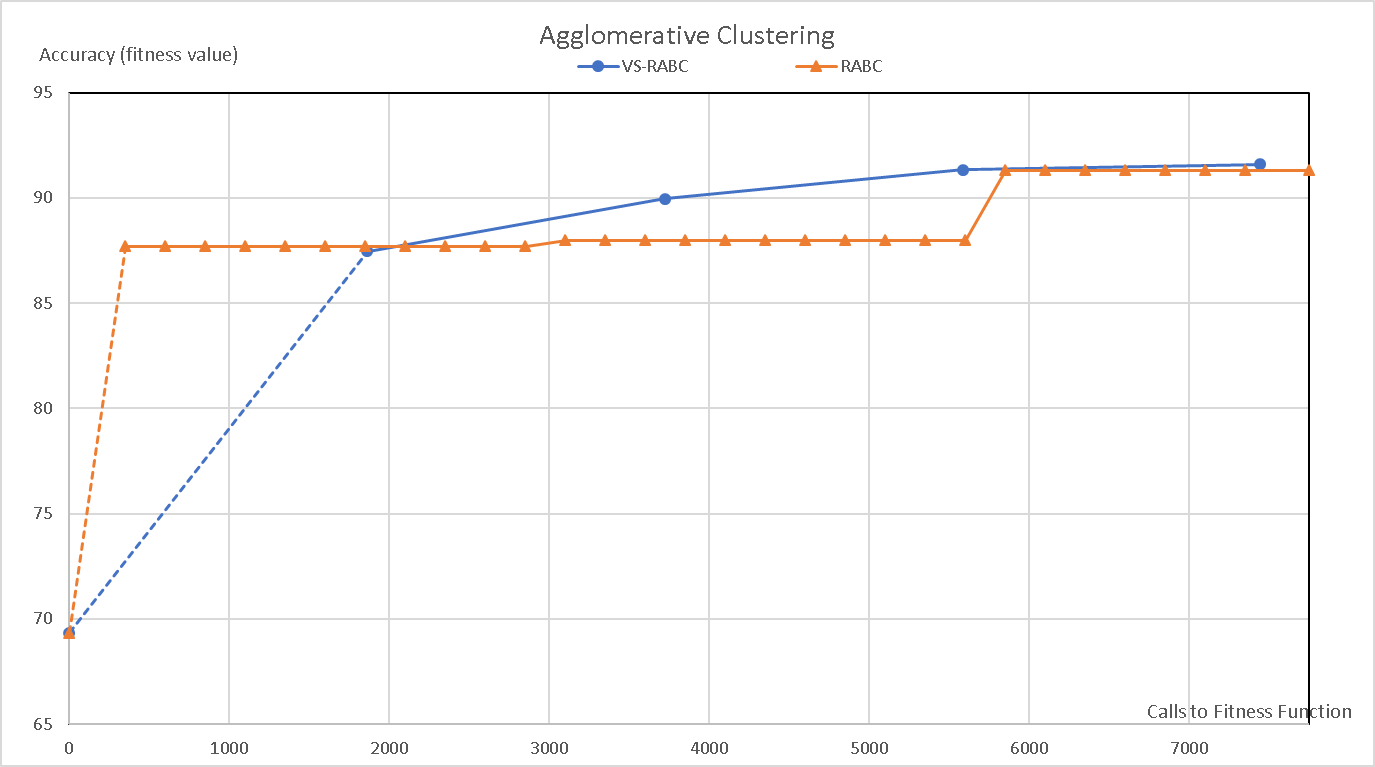 Agglomerative Clustering
Accuracy (fitness value)
VS-RABC RABC
95
90
85
80
75
70
65
Calls to Fitness Function
0 1000 2000 3000 4000 5000 6000 7000